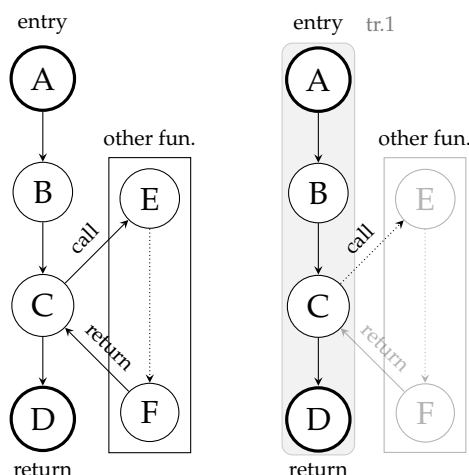 entry
A
B
other fun.
E
call
C
return
D
F
return
entry
tr.1
A
B
other fun.
E
call
C
return
D
F
return